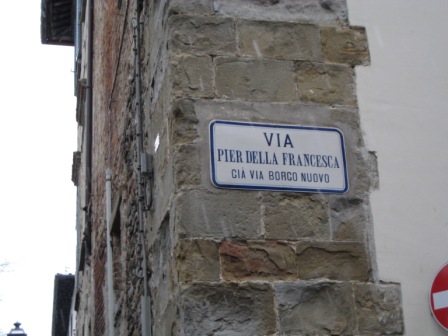 VIA
PIER DELLA FRANCESCA
GIÀ VIA BORGO NUOVO